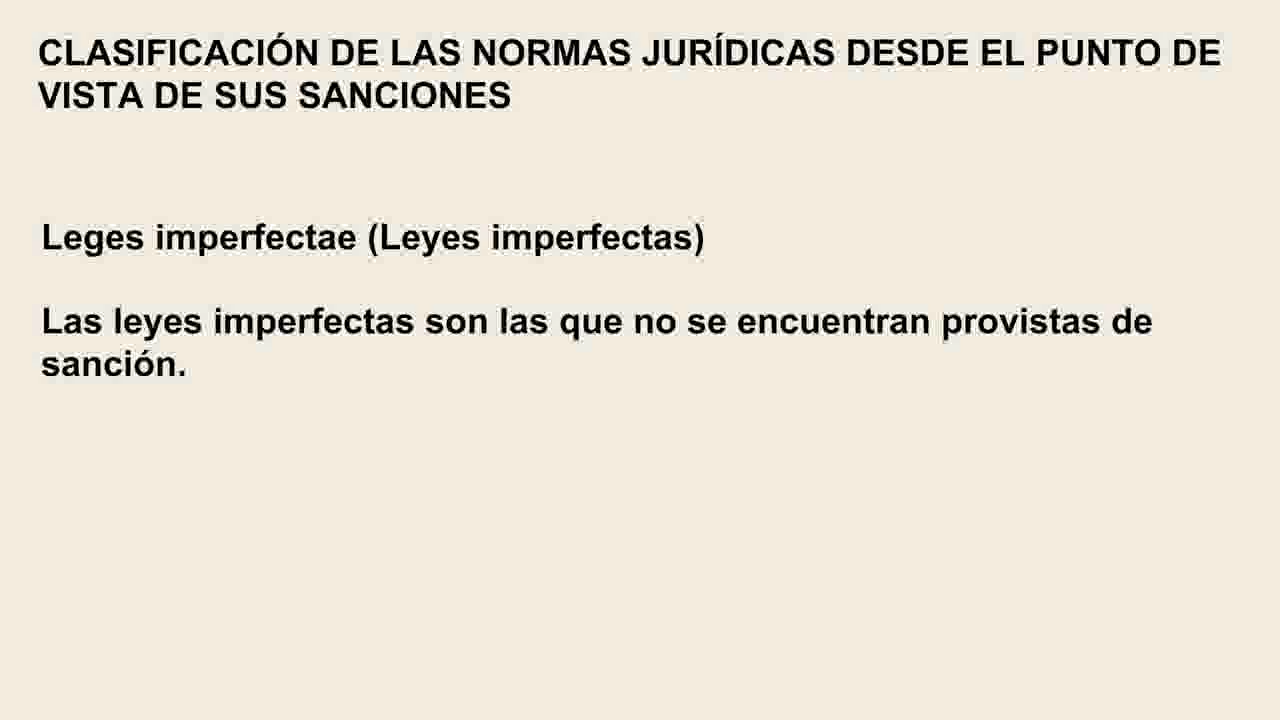 CLASIFICACIÓN DE LAS NORMAS JURÍDICAS DESDE EL PUNTO DE
VISTA DE SUS SANCIONES
Leges imperfectae (Leyes imperfectas)
Las leyes imperfectas son las que no se encuentran provistas de
sanción.